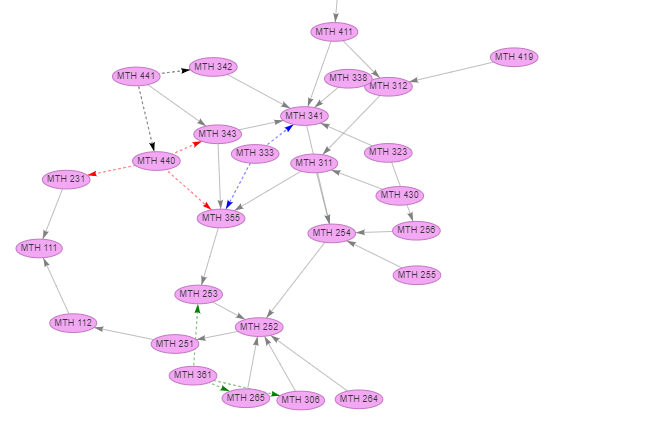 MTH 411
MTH 419
MTH 342
MTH 441
MTH 338
MTH 312
MTH 341
MTH 343
MTH 333
MTH 323
MTH 440
MTH 311
MTH 231
MTH 430
MTH 355
MTH 256
MTH 254
MTH 111
MTH 255
MTH 253
MTH 112
MTH 252
MTH 251
MTH 361
MTH 265
MTH 306
MTH 264